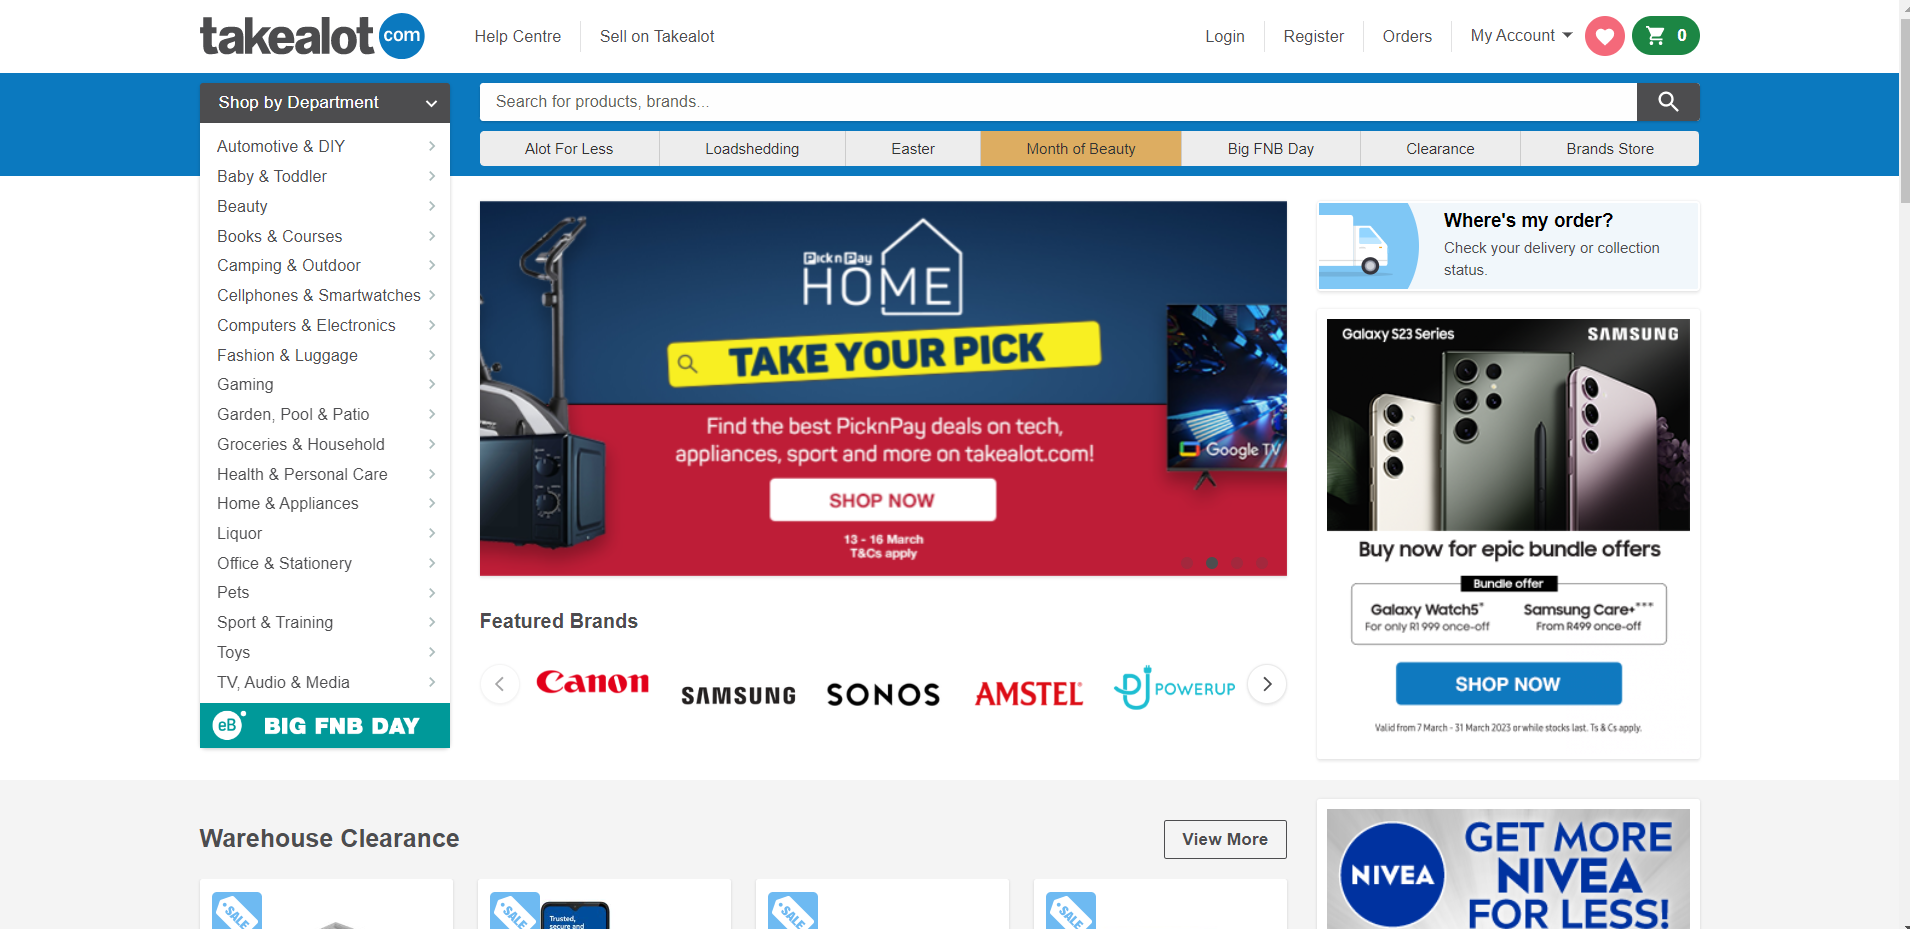 takealot com
Help Centre
Sell on Takealot
Login
Register
Orders
My Account
0
Shop by Department
Search for products, brands...
Alot For Less
Loadshedding
Easter
Month of Beauty
Big FNB Day
Clearance
Brands Store
Automotive & DIY
Baby & Toddler
Beauty
Books & Courses
Camping & Outdoor
Cellphones & Smartwatches
Computers & Electronics
Fashion & Luggage
Gaming
Garden, Pool & Patio
Groceries & Household
Health & Personal Care
Home & Appliances
Liquor
Office & Stationery
Pets
Sport & Training
Toys
TV, Audio & Media
eB BIG FNB DAY
Pick n Pay
HOME
TAKE YOUR PICK
Find the best PicknPay deals on tech,
appliances, sport and more on takealot.com!
SHOP NOW
13 - 16 March
T&Cs apply
Google TV
Where's my order?
Check your delivery or collection
status.
Galaxy S23 Series
SAMSUNG
Buy now for epic bundle offers
Bundle offer
Galaxy Watch5*
For only R1 999 once-off
Samsung Care+***
From R499 once-off
SHOP NOW
Valid from 7 March - 31 March 2023 or while stocks last. Ts & Cs apply.
Featured Brands
Canon
SAMSUNG
SONOS
AMSTEL
POWERUP
Warehouse Clearance
View More
SALE
SALE
Trusted,
secure and
SALE
SALE
NIVEA
GET MORE
NIVEA
FOR LESS!